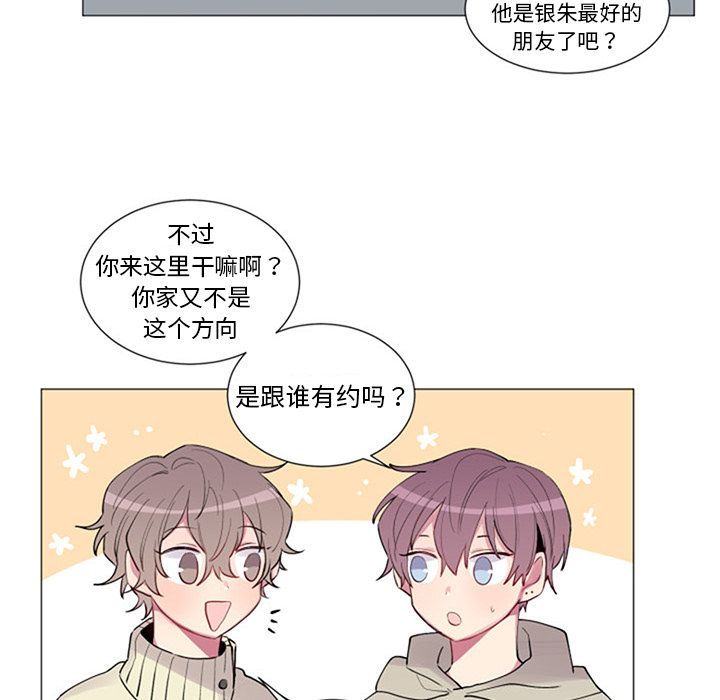 他是银朱最好的
朋友了吧？
不过
你来这里干嘛啊？
你家又不是
这个方向
是跟谁有约吗？